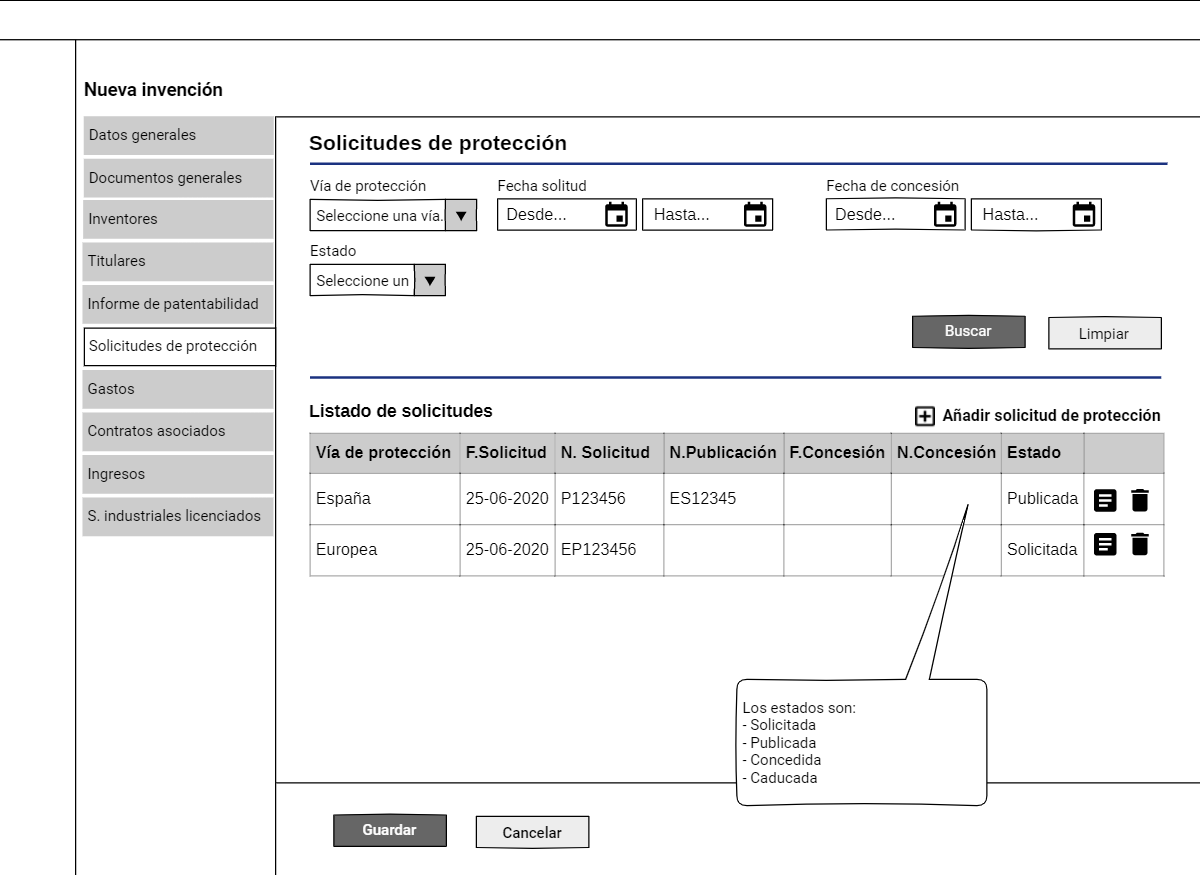 Nueva invención
Datos generales
Documentos generales
Inventores
Titulares
Informe de patentabilidad
Solicitudes de protección
Gastos
Contratos asociados
Ingresos
S. industriales licenciados
Solicitudes de protección
Vía de protección Fecha solitud Fecha de concesión
Seleccione una vía. Desde... Hasta... Desde... Hasta...
Estado
Seleccione un
Buscar Limpiar
Listado de solicitudes
Añadir solicitud de protección
Vía de protección F.Solicitud N. Solicitud N.Publicación F.Concesión N.Concesión Estado
España 25-06-2020 P123456 ES12345 Publicada
Europea 25-06-2020 EP123456 Solicitada
Los estados son:
- Solicitada
- Publicada
- Concedida
- Caducada
Guardar Cancelar